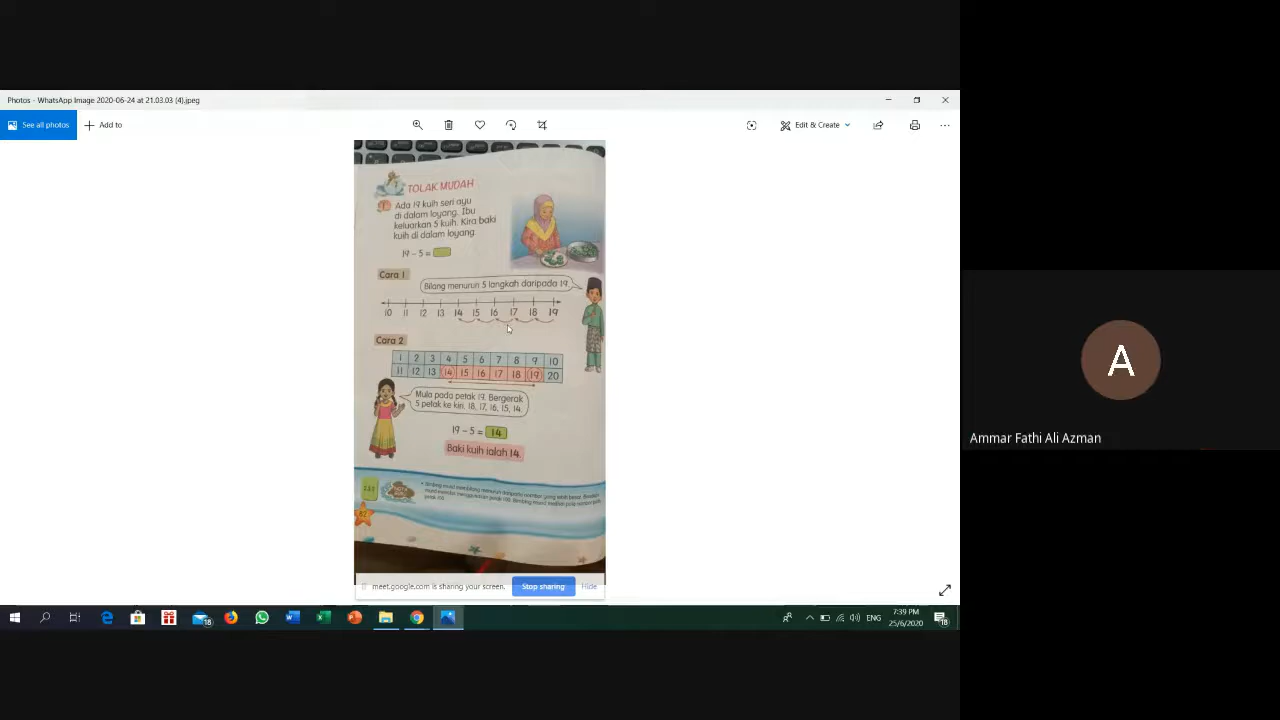 Photos - WhatsApp Image 2020-06-24 at 21.03.03 (4).jpeg
See all photos
Add to
Edit & Create
TOLAK MUDAH
1
Ada 19 kuih seri ayu
di dalam loyang. Ibu
keluarkan 5 kuih. Kira baki
kuih di dalam loyang.
19 – 5 =
Cara 1
Bilang menurun 5 langkah daripada 19.
10 11 12 13 14 15 16 17 18 19
Cara 2
1 2 3 4 5 6 7 8 9 10
11 12 13 14 15 16 17 18 19 20
Mula pada petak 19. Bergerak
5 petak ke kiri, 18, 17, 16, 15, 14.
19 – 5 = 14
Baki kuih ialah 14.
meet.google.com is sharing your screen.
Stop sharing
Hide
A
Ammar Fathi Ali Azman
18
ENG
7:39 PM
25/6/2020
18